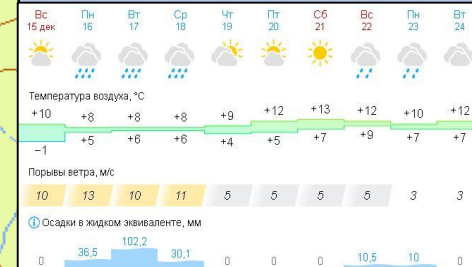 Вс Пн Вт Ср Чт Пт Сб Вс Пн Вт
15 дек 16 17 18 19 20 21 22 23 24
Температура воздуха, °C
+10 +8 +8 +8 +9 +12 +13 +12 +10 +12
−1 +5 +6 +6 +4 +5 +7 +9 +7 +7
Порывы ветра, м/с
10 13 10 11 5 5 5 5 3 3
Осадки в жидком эквиваленте, мм
0 36,5 102,2 30,1 0 0 0 10,5 10 0